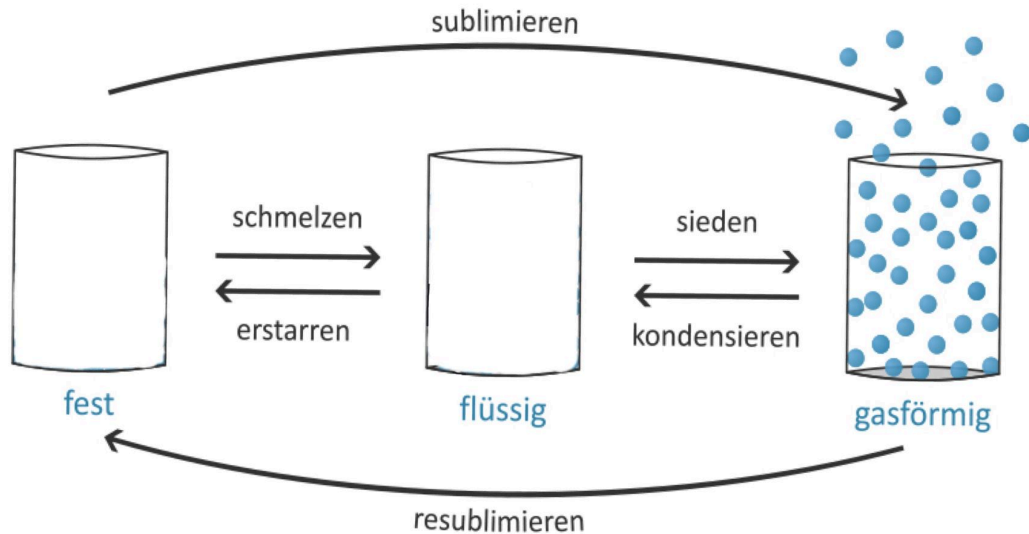 sublimieren
schmelzen
sieden
erstarren
kondensieren
fest
flüssig
gasförmig
resublimieren